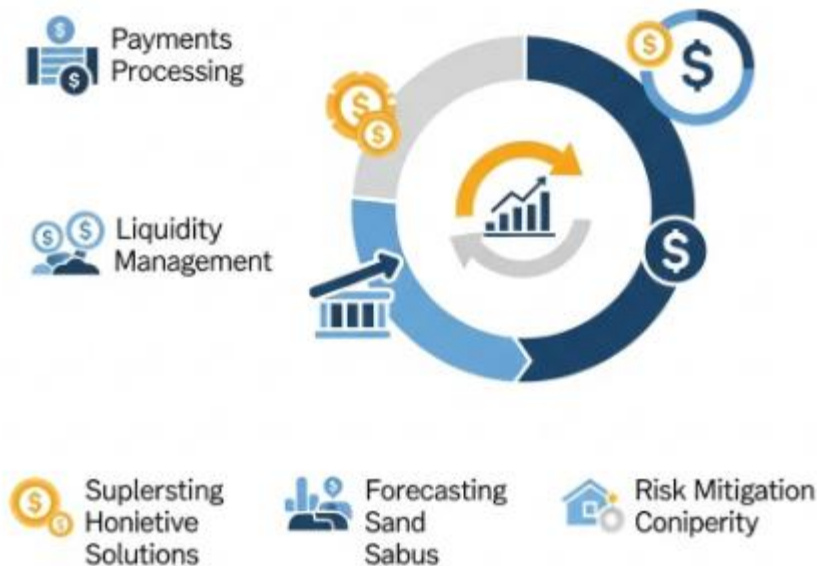 Payments
Processing
Liquidity
Management
Suplersting
Honietive
Solutions
Forecasting
Sand
Sabus
Risk Mitigation
Coniperity